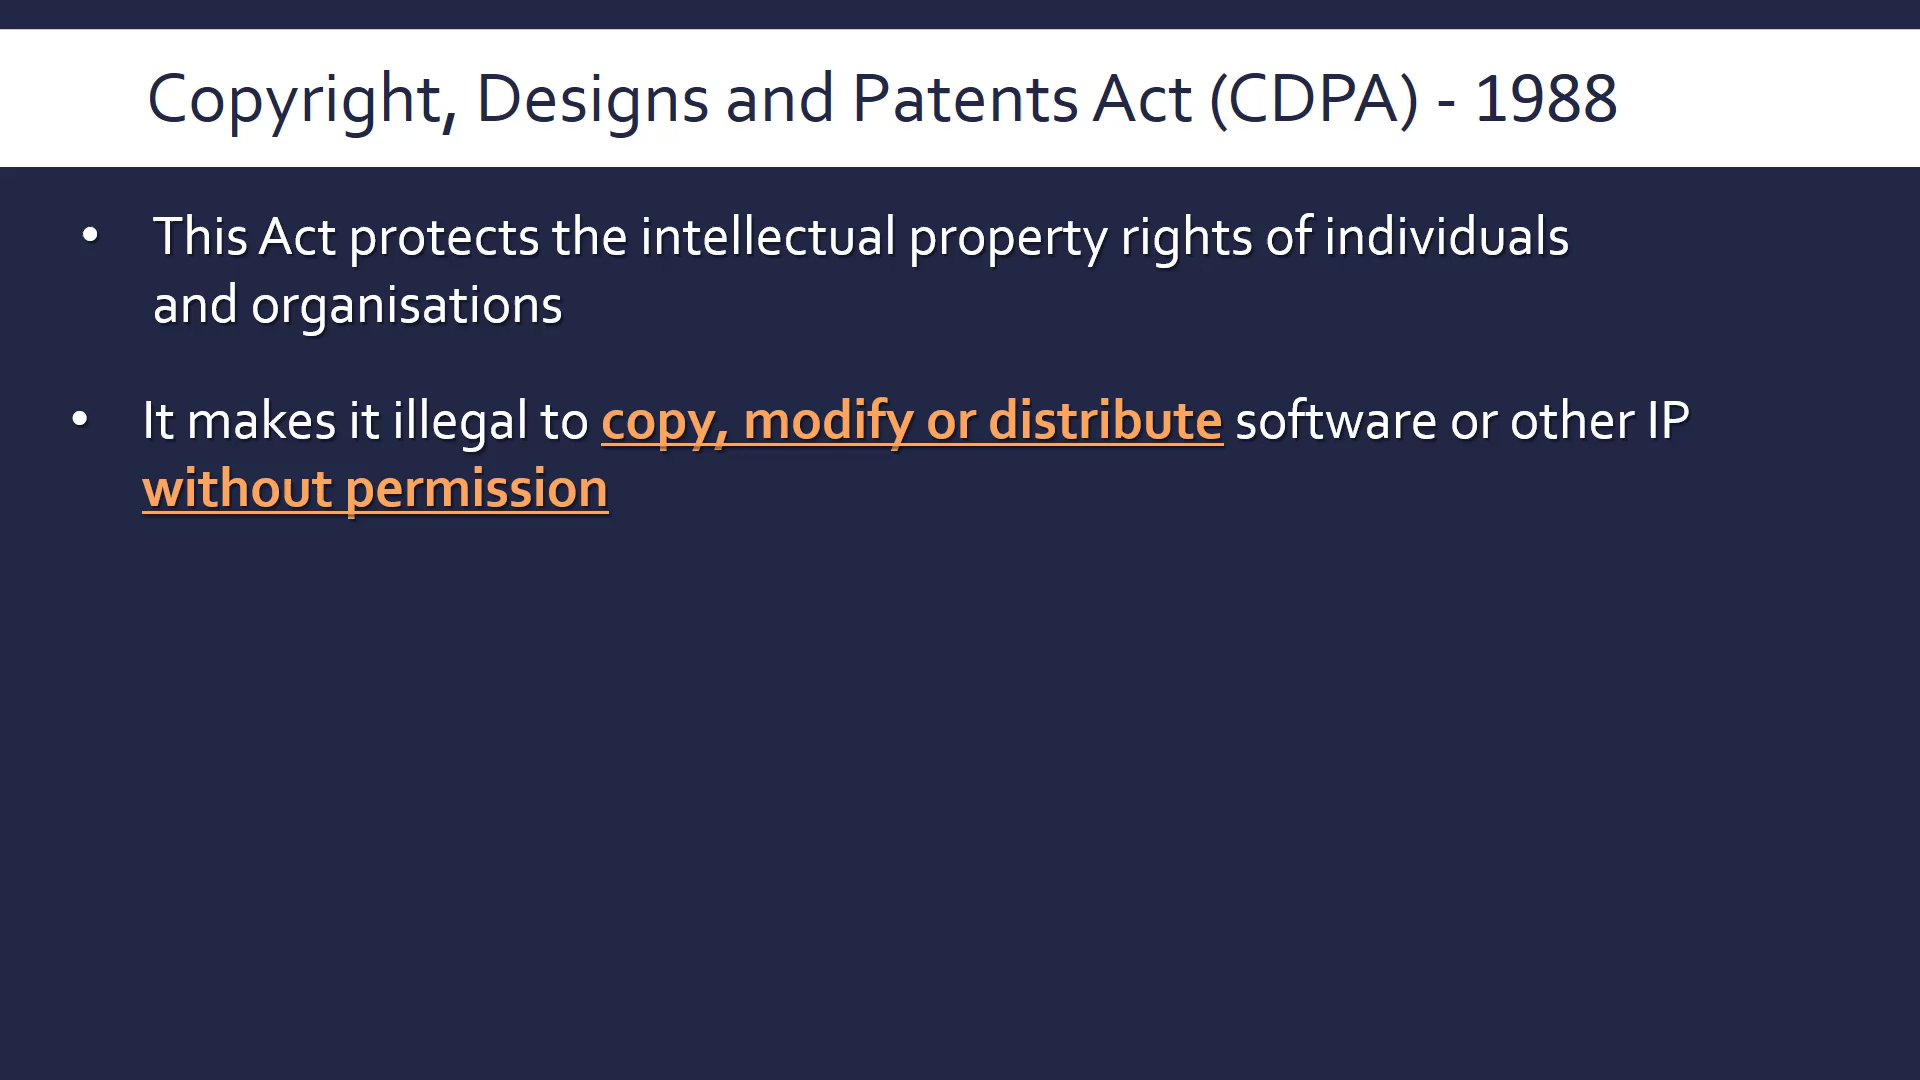 Copyright, Designs and Patents Act (CDPA) - 1988
• This Act protects the intellectual property rights of individuals
and organisations
• It makes it illegal to copy, modify or distribute software or other IP
without permission